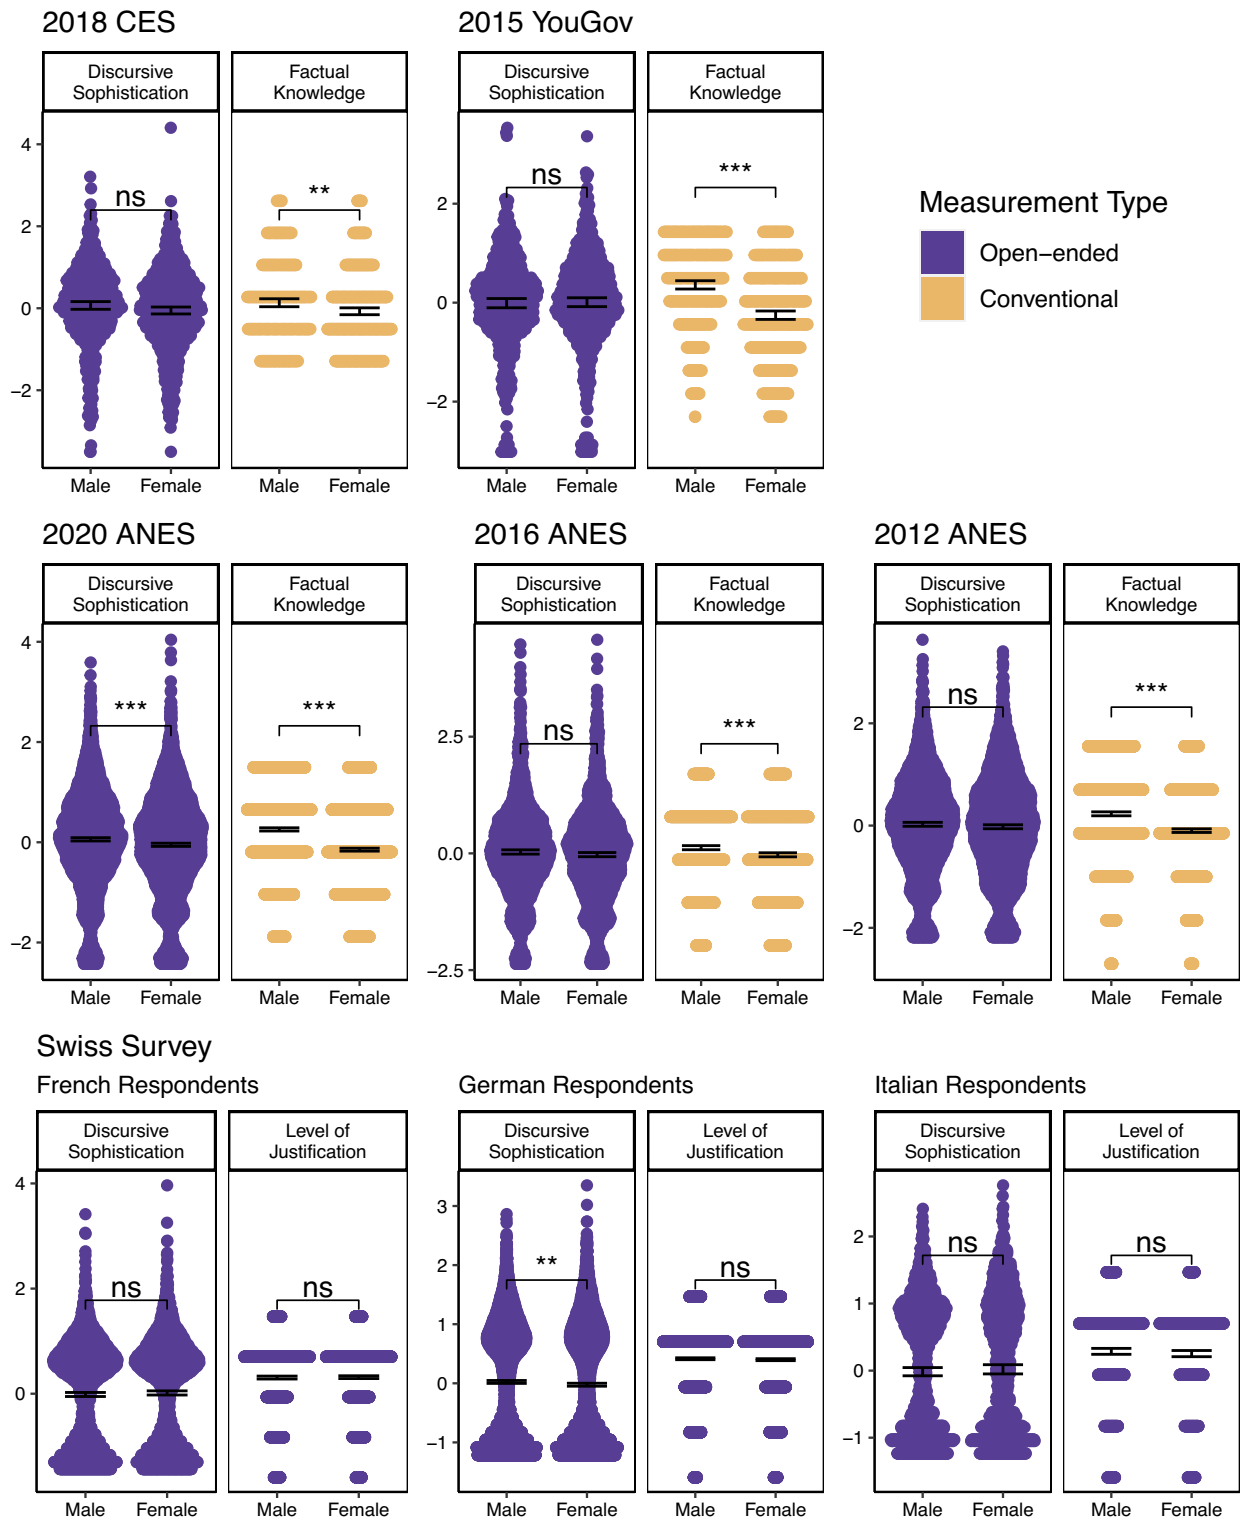 2018 CES
2015 YouGov
Discursive
Sophistication
Factual
Knowledge
Discursive
Sophistication
Factual
Knowledge
4
2
0
−2
ns
**
2
0
−2
ns
***
Male
Female
Male
Female
Male
Female
Male
Female
Measurement Type
Open−ended
Conventional
2020 ANES
2016 ANES
2012 ANES
Discursive
Sophistication
Factual
Knowledge
Discursive
Sophistication
Factual
Knowledge
Discursive
Sophistication
Factual
Knowledge
4
2
0
−2
***
***
2.5
0.0
−2.5
ns
***
2
0
−2
ns
***
Male
Female
Male
Female
Male
Female
Male
Female
Male
Female
Male
Female
Swiss Survey
French Respondents
German Respondents
Italian Respondents
Discursive
Sophistication
Level of
Justification
Discursive
Sophistication
Level of
Justification
Discursive
Sophistication
Level of
Justification
4
2
0
ns
ns
3
2
1
0
−1
**
ns
2
1
0
−1
ns
ns
Male
Female
Male
Female
Male
Female
Male
Female
Male
Female
Male
Female